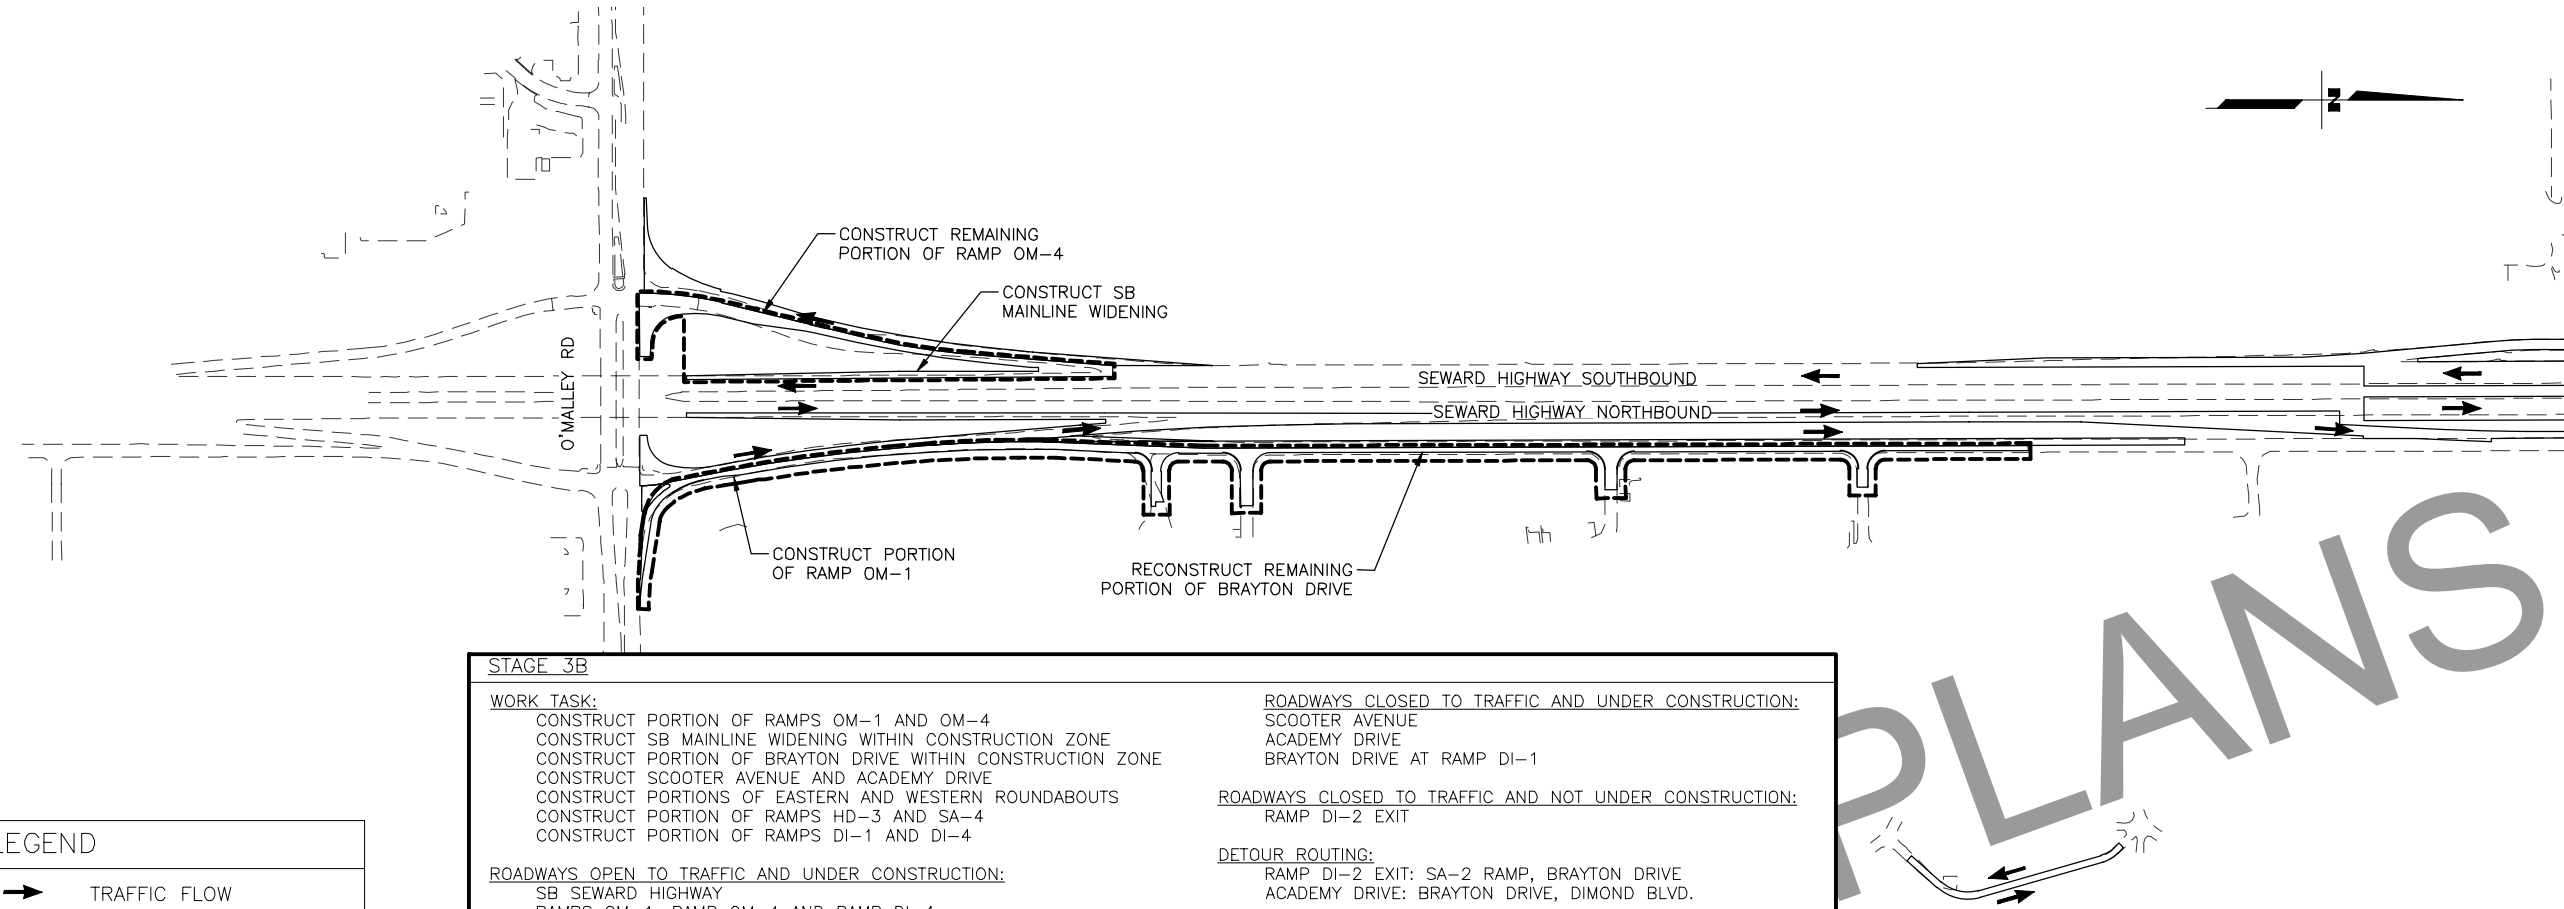 N
CONSTRUCT REMAINING
PORTION OF RAMP OM-4
CONSTRUCT SB
MAINLINE WIDENING
O'MALLEY RD
SEWARD HIGHWAY SOUTHBOUND
SEWARD HIGHWAY NORTHBOUND
CONSTRUCT PORTION
OF RAMP OM-1
RECONSTRUCT REMAINING
PORTION OF BRAYTON DRIVE
PLANS
STAGE 3B
WORK TASK:
CONSTRUCT PORTION OF RAMPS OM-1 AND OM-4
CONSTRUCT SB MAINLINE WIDENING WITHIN CONSTRUCTION ZONE
CONSTRUCT PORTION OF BRAYTON DRIVE WITHIN CONSTRUCTION ZONE
CONSTRUCT SCOOTER AVENUE AND ACADEMY DRIVE
CONSTRUCT PORTIONS OF EASTERN AND WESTERN ROUNDABOUTS
CONSTRUCT PORTION OF RAMPS HD-3 AND SA-4
CONSTRUCT PORTION OF RAMPS DI-1 AND DI-4
ROADWAYS OPEN TO TRAFFIC AND UNDER CONSTRUCTION:
SB SEWARD HIGHWAY
ROADWAYS CLOSED TO TRAFFIC AND UNDER CONSTRUCTION:
SCOOTER AVENUE
ACADEMY DRIVE
BRAYTON DRIVE AT RAMP DI-1
ROADWAYS CLOSED TO TRAFFIC AND NOT UNDER CONSTRUCTION:
RAMP DI-2 EXIT
DETOUR ROUTING:
RAMP DI-2 EXIT: SA-2 RAMP, BRAYTON DRIVE
ACADEMY DRIVE: BRAYTON DRIVE, DIMOND BLVD.
LEGEND
TRAFFIC FLOW